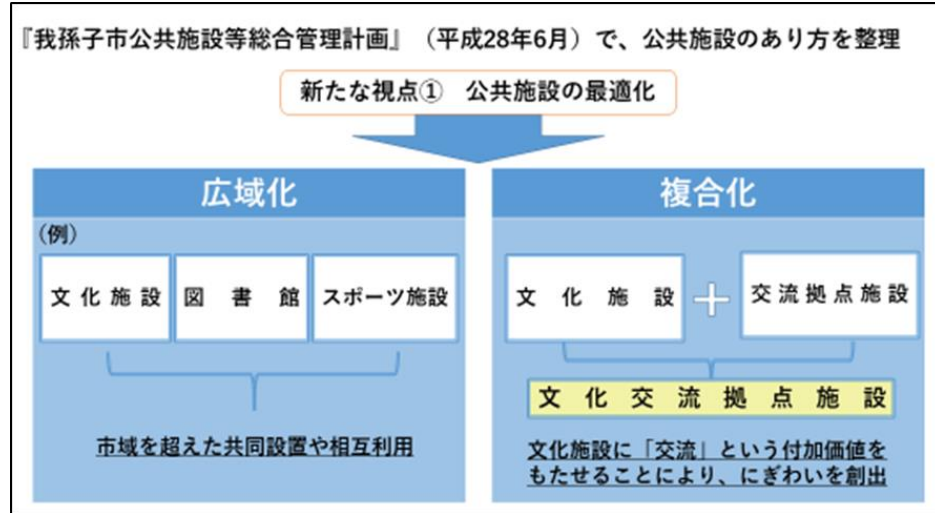 『我孫子市公共施設等総合管理計画』（平成28年6月）で、公共施設のあり方を整理
新たな視点①　公共施設の最適化
広域化
（例）
文化施設
図書館
スポーツ施設
市域を超えた共同設置や相互利用
複合化
文化施設
＋
交流拠点施設
文化交流拠点施設
文化施設に「交流」という付加価値を
もたせることにより、にぎわいを創出